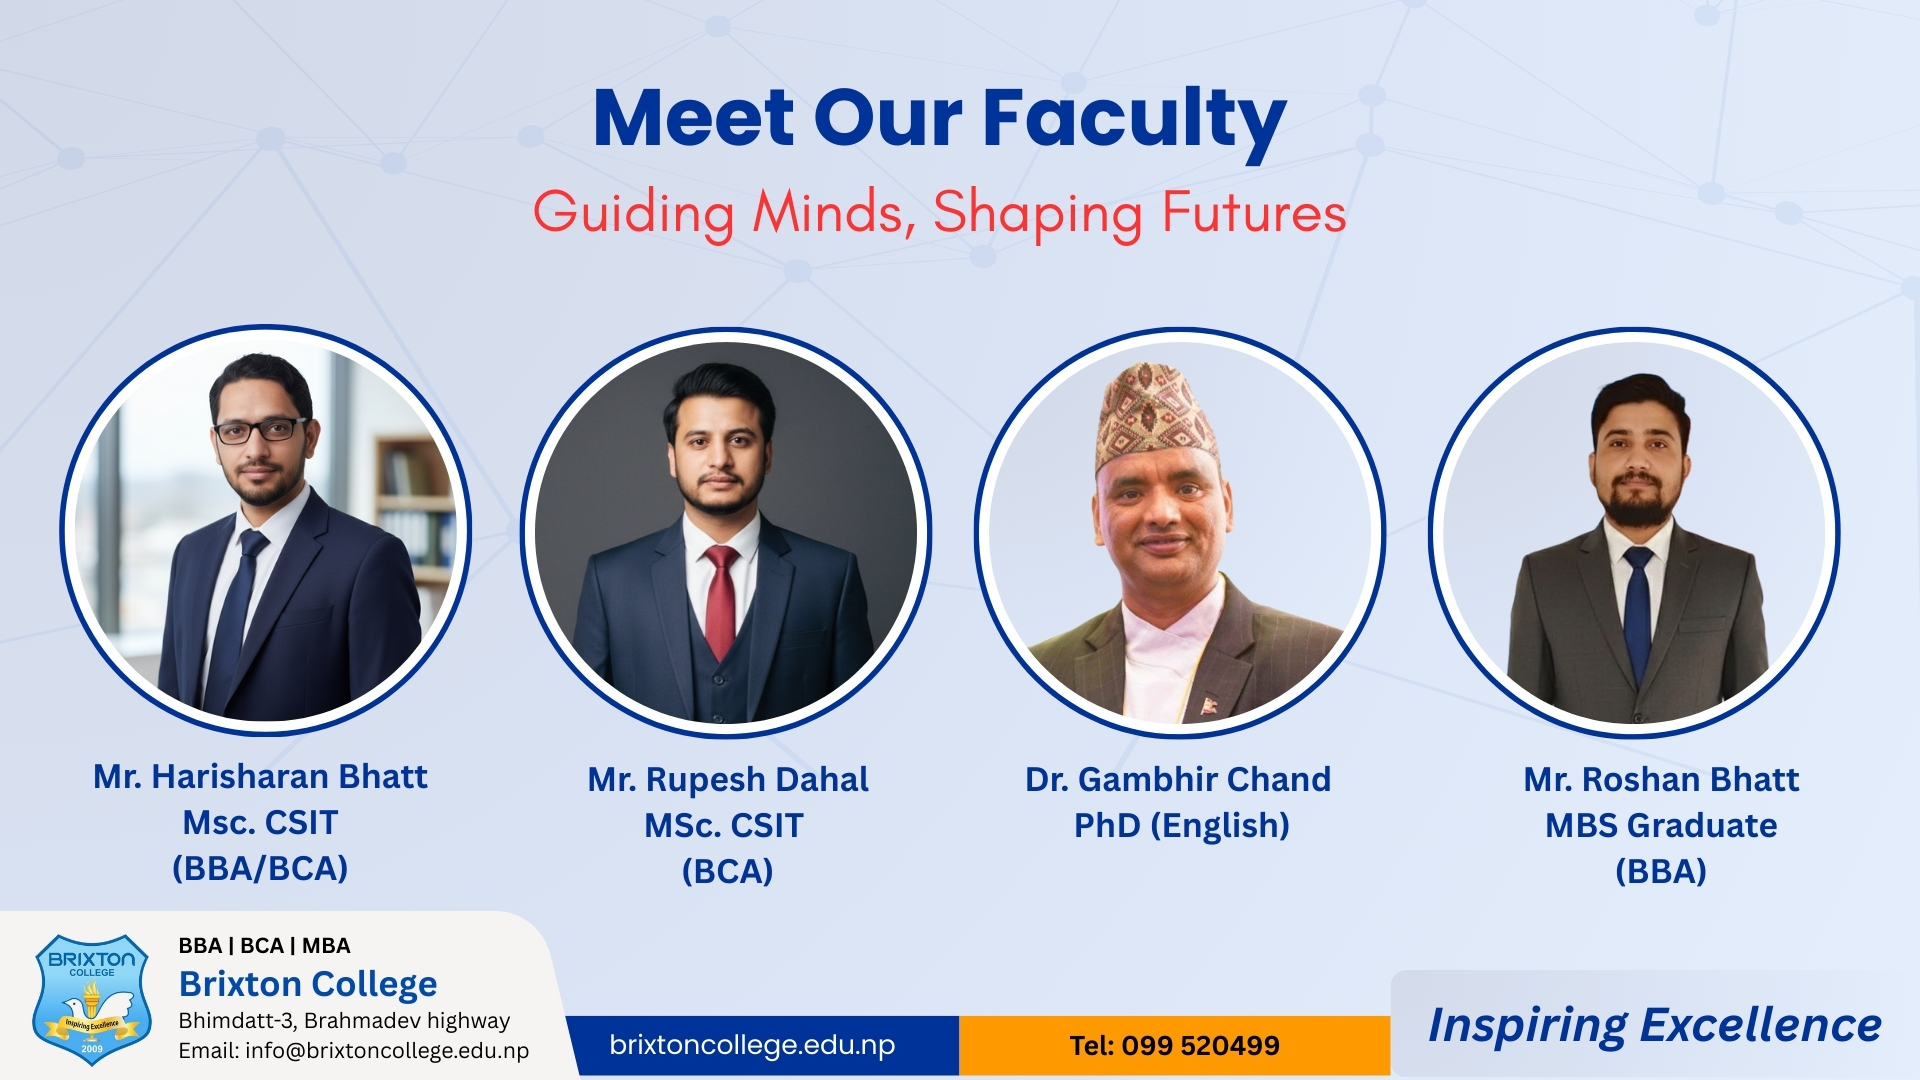 Meet Our Faculty
Guiding Minds, Shaping Futures
Mr. Harisharan Bhatt
Msc. CSIT
(BBA/BCA)
Mr. Rupesh Dahal
MSc. CSIT
(BCA)
Dr. Gambhir Chand
PhD (English)
Mr. Roshan Bhatt
MBS Graduate
(BBA)
BRIXTON
COLLEGE
Inspiring Excellence
2009
BBA | BCA | MBA
Brixton College
Bhimdatt-3, Brahmadev highway
Email: info@brixtoncollege.edu.np
brixtoncollege.edu.np
Tel: 099 520499
Inspiring Excellence